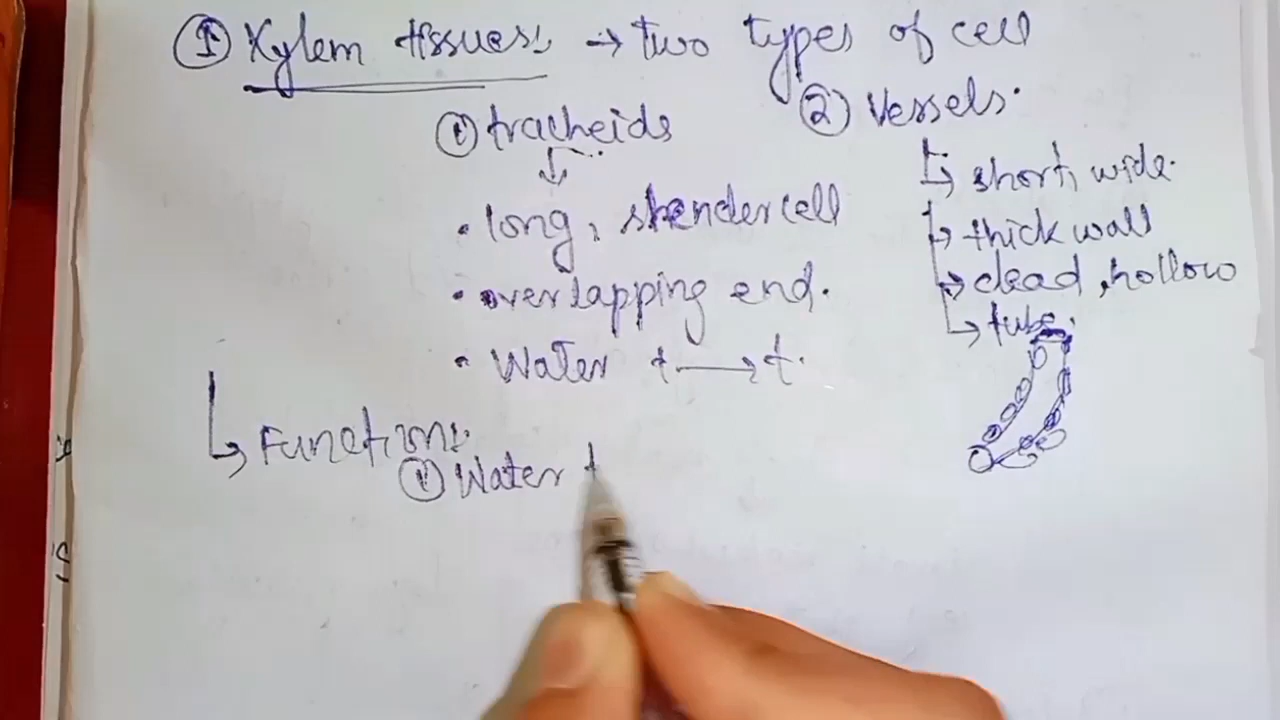 ① Xylem tissues: → two types of cell
① tracheids
② Vessels.
↓
• long, slender cell
• overlapping end.
• Water t → t.
↳ short, wide.
↳ thick wall
↳ dead, hollow
↳ tube.
↳ Function:
① Water t